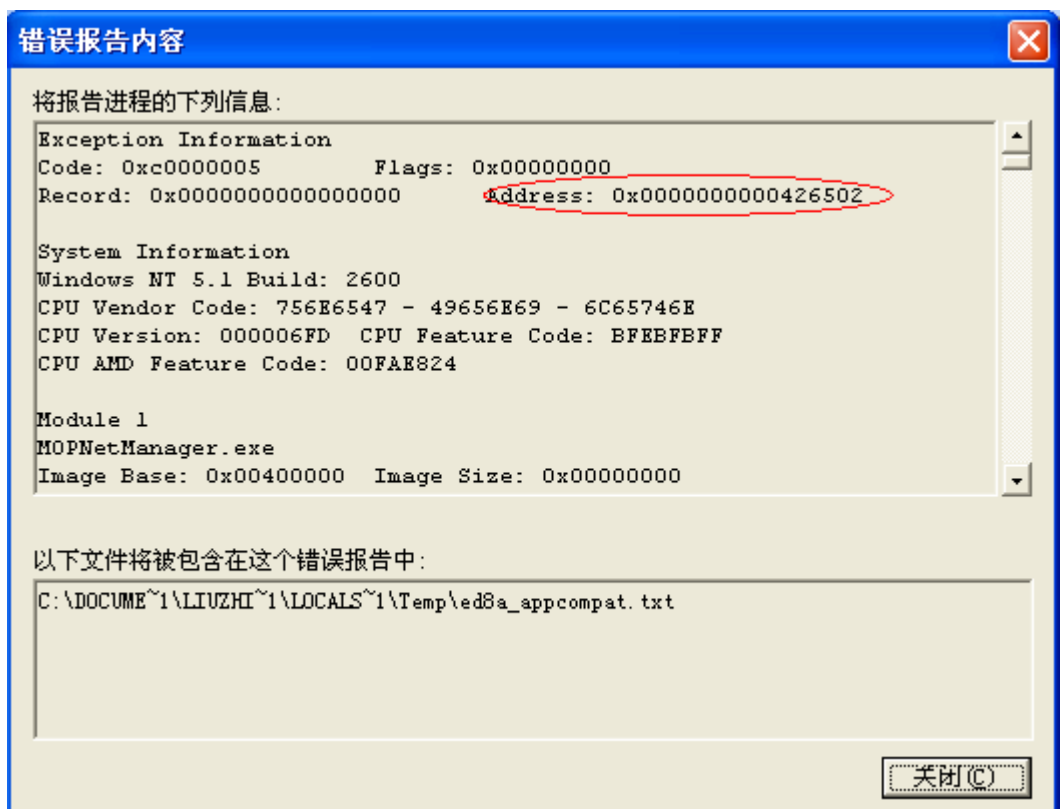 错误报告内容
将报告进程的下列信息:
Exception Information
Code: 0xc0000005 Flags: 0x00000000
Record: 0x0000000000000000 Address: 0x0000000000426502
System Information
Windows NT 5.1 Build: 2600
CPU Vendor Code: 756E6547 - 49656E69 - 6C65746E
CPU Version: 000006FD CPU Feature Code: BFEBFBFF
CPU AMD Feature Code: 00FAE824
Module 1
MOPNetManager.exe
Image Base: 0x00400000 Image Size: 0x00000000
以下文件将被包含在这个错误报告中:
C:\DOCUME~1\LIUZHI~1\LOCALS~1\Temp\ed8a_appcompat.txt
关闭(C)